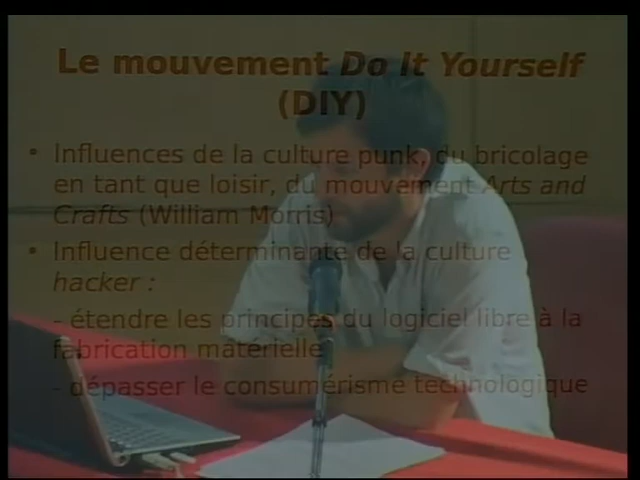 Le mouvement Do It Yourself
(DIY)
• Influences de la culture punk, du bricolage
en tant que loisir, du mouvement Arts and
Crafts (William Morris)
• Influence déterminante de la culture
hacker :
- étendre les principes du logiciel libre à la
fabrication matérielle
- dépasser le consumérisme technologique